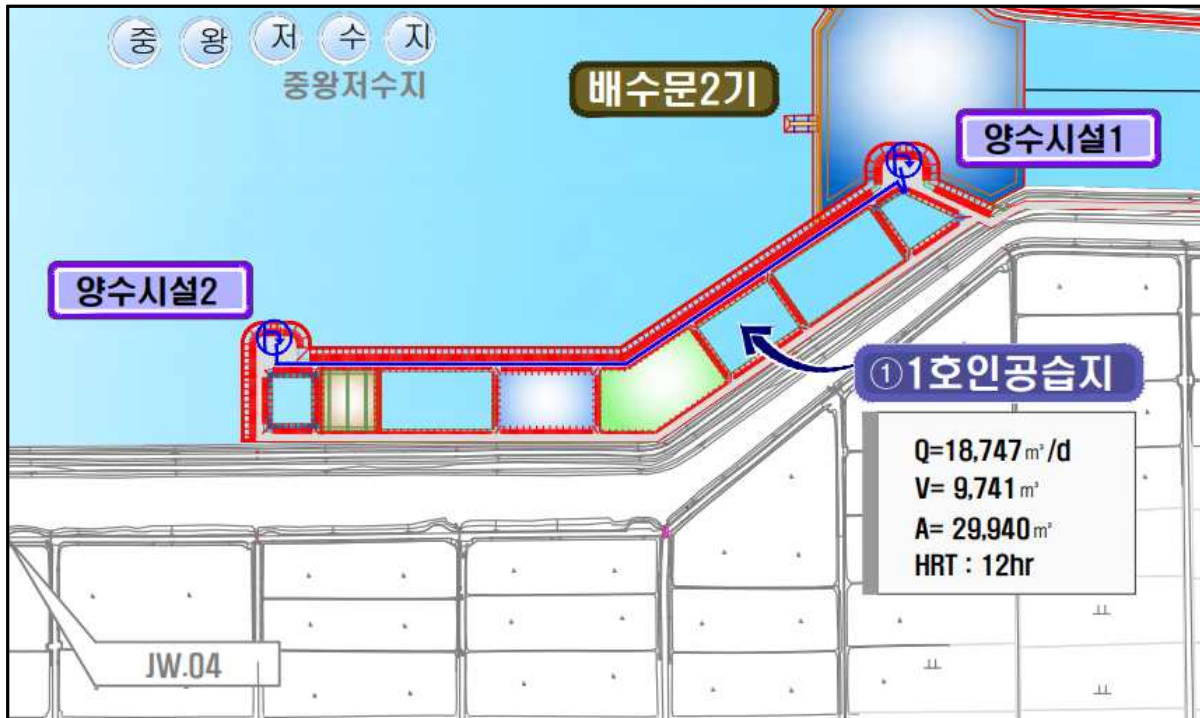 중 왕 저 수 지
중왕저수지
배수문2기
양수시설1
양수시설2
①1호인공습지
Q=18,747㎥/d
V= 9,741㎥
A= 29,940㎡
HRT : 12hr
JW.04